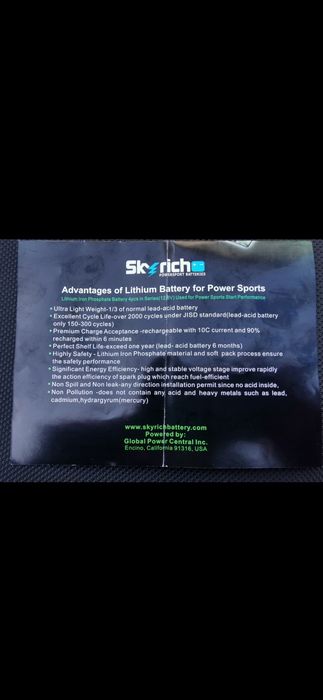 Skyrich
POWERSPORT BATTERIES
Advantages of Lithium Battery for Power Sports
Lithium Iron Phosphate Battery 4pcs in Series(12.8V) Used for Power Sports Start Performance
• Ultra Light Weight-1/3 of normal lead-acid battery
• Excellent Cycle Life-over 2000 cycles under JISD standard(lead-acid battery
only 150-300 cycles)
• Premium Charge Acceptance -rechargeable with 10C current and 90%
recharged within 6 minutes
• Perfect Shelf Life-exceed one year (lead- acid battery 6 months)
• Highly Safety - Lithium Iron Phosphate material and soft pack process ensure
the safety performance
• Significant Energy Efficiency- high and stable voltage stage improve rapidly
the action efficiency of spark plug which reach fuel-efficient
• Non Spill and Non leak-any direction installation permit since no acid inside,
• Non Pollution -does not contain any acid and heavy metals such as lead,
cadmium,hydrargyrum(mercury)
www.skyrichbattery.com
Powered by:
Global Power Central Inc.
Encino, California 91316, USA